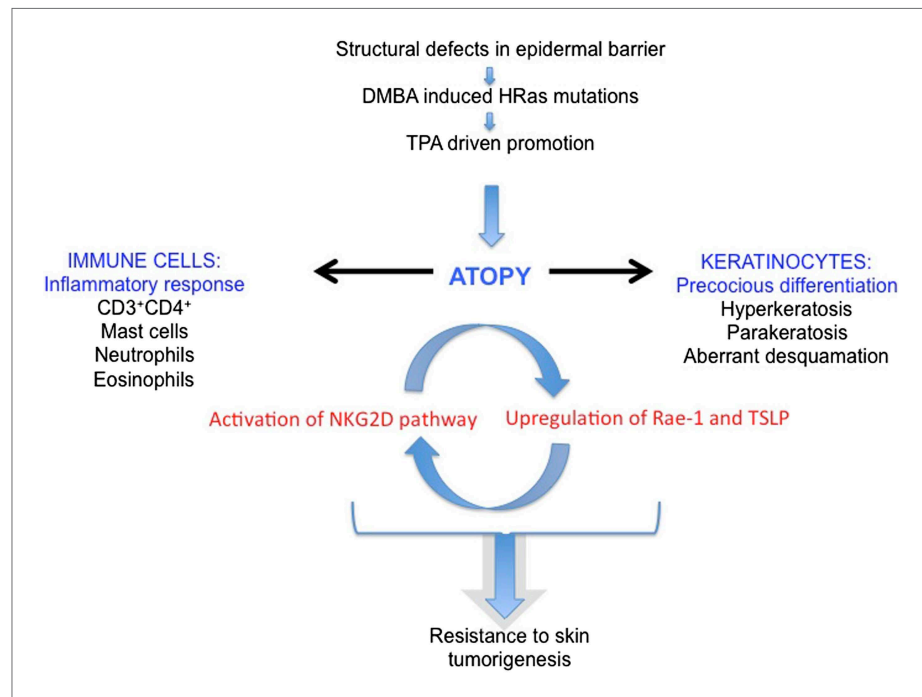 Structural defects in epidermal barrier
DMBA induced HRas mutations
TPA driven promotion
IMMUNE CELLS:
Inflammatory response
CD3⁺CD4⁺
Mast cells
Neutrophils
Eosinophils
ATOPY
KERATINOCYTES:
Precocious differentiation
Hyperkeratosis
Parakeratosis
Aberrant desquamation
Activation of NKG2D pathway
Upregulation of Rae-1 and TSLP
Resistance to skin
tumorigenesis